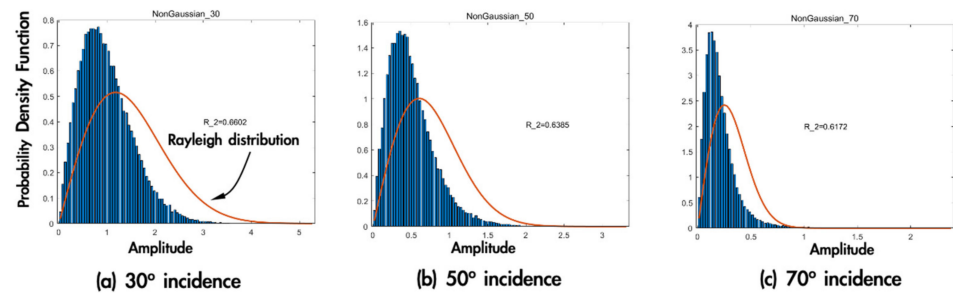 NonGaussian_30
Probability Density Function
0.8
0.7
0.6
0.5
0.4
0.3
0.2
0.1
0
R_2=0.6602
Rayleigh distribution
0 1 2 3 4 5
Amplitude
(a) 30° incidence
NonGaussian_50
1.6
1.4
1.2
1
0.8
0.6
0.4
0.2
0
R_2=0.6385
0 0.5 1 1.5 2 2.5 3
Amplitude
(b) 50° incidence
NonGaussian_70
4
3.5
3
2.5
2
1.5
1
0.5
0
R_2=0.6172
0 0.5 1 1.5 2
Amplitude
(c) 70° incidence